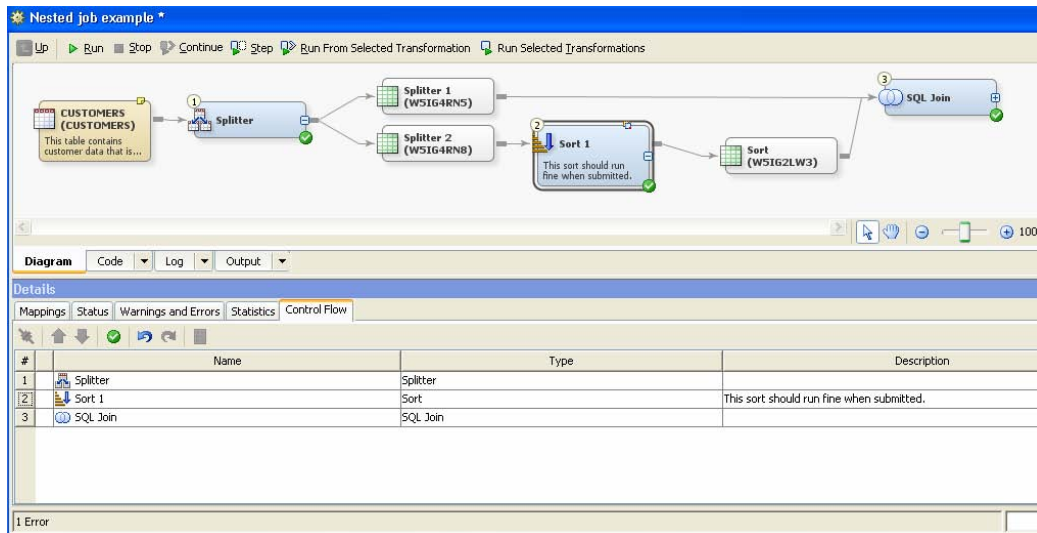 Nested job example *
Up Run Stop Continue Step Run From Selected Transformation Run Selected Transformations
CUSTOMERS
(CUSTOMERS)
This table contains
customer data that is...
1
Splitter
Splitter 1
(W5IG4RN5)
Splitter 2
(W5IG4RN8)
2
Sort 1
This sort should run
fine when submitted.
Sort
(W5IG2LW3)
3
SQL Join
100
Diagram Code Log Output
Details
Mappings Status Warnings and Errors Statistics Control Flow
# Name Type Description
1 Splitter Splitter
2 Sort 1 Sort This sort should run fine when submitted.
3 SQL Join SQL Join
1 Error